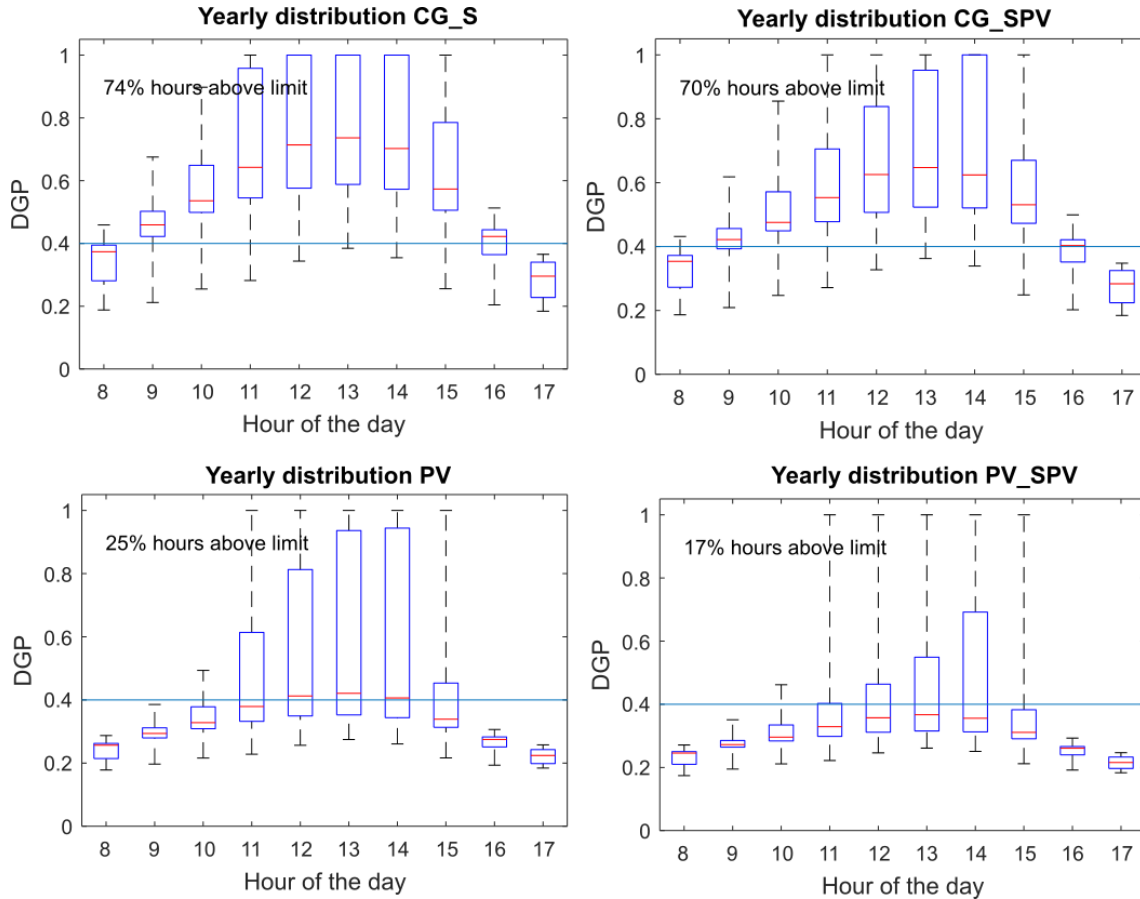 Yearly distribution CG_S
1
74% hours above limit
0.8
0.6
DGP
0.4
0.2
0
8 9 10 11 12 13 14 15 16 17
Hour of the day
Yearly distribution CG_SPV
1
70% hours above limit
0.8
0.6
DGP
0.4
0.2
0
8 9 10 11 12 13 14 15 16 17
Hour of the day
Yearly distribution PV
1
25% hours above limit
0.8
0.6
DGP
0.4
0.2
0
8 9 10 11 12 13 14 15 16 17
Hour of the day
Yearly distribution PV_SPV
1
17% hours above limit
0.8
0.6
DGP
0.4
0.2
0
8 9 10 11 12 13 14 15 16 17
Hour of the day